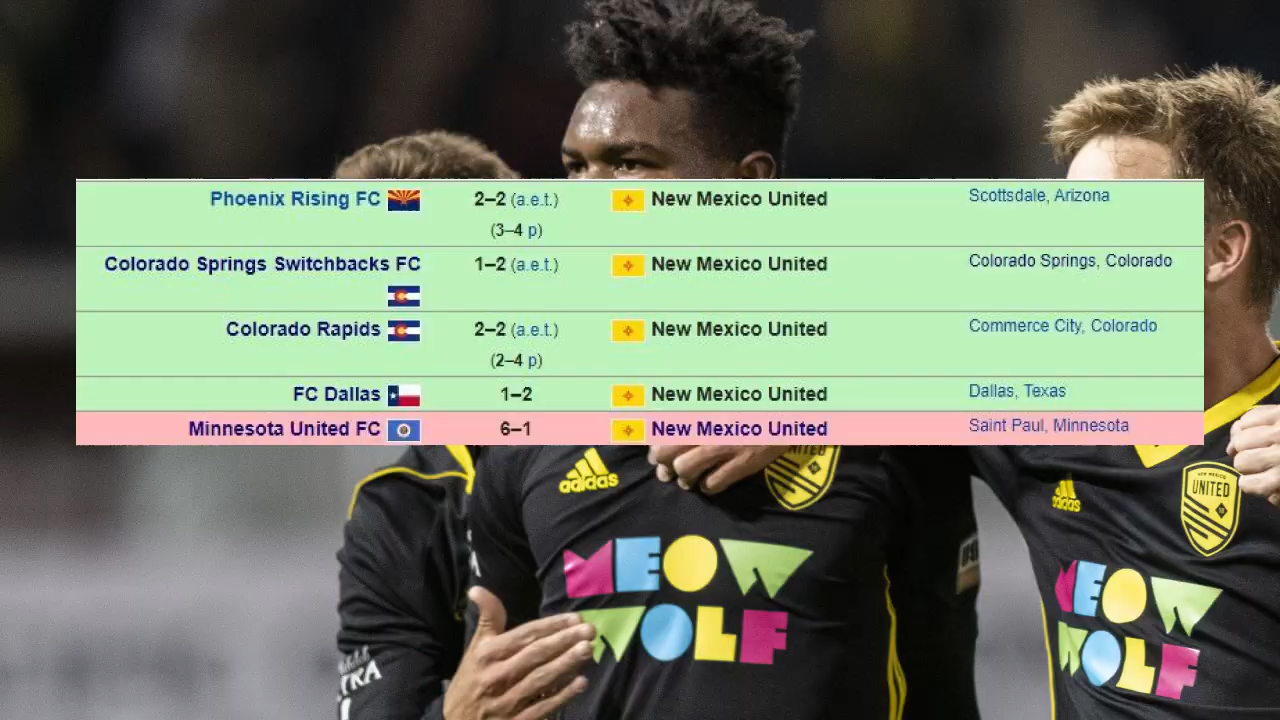 Phoenix Rising FC 2–2 (a.e.t.) New Mexico United Scottsdale, Arizona
(3–4 p)
Colorado Springs Switchbacks FC 1–2 (a.e.t.) New Mexico United Colorado Springs, Colorado
Colorado Rapids 2–2 (a.e.t.) New Mexico United Commerce City, Colorado
(2–4 p)
FC Dallas 1–2 New Mexico United Dallas, Texas
Minnesota United FC 6–1 New Mexico United Saint Paul, Minnesota
UNITED
adidas
MEOW
WOLF
NEW MEXICO
UNITED
adidas
MEOW
WOLF